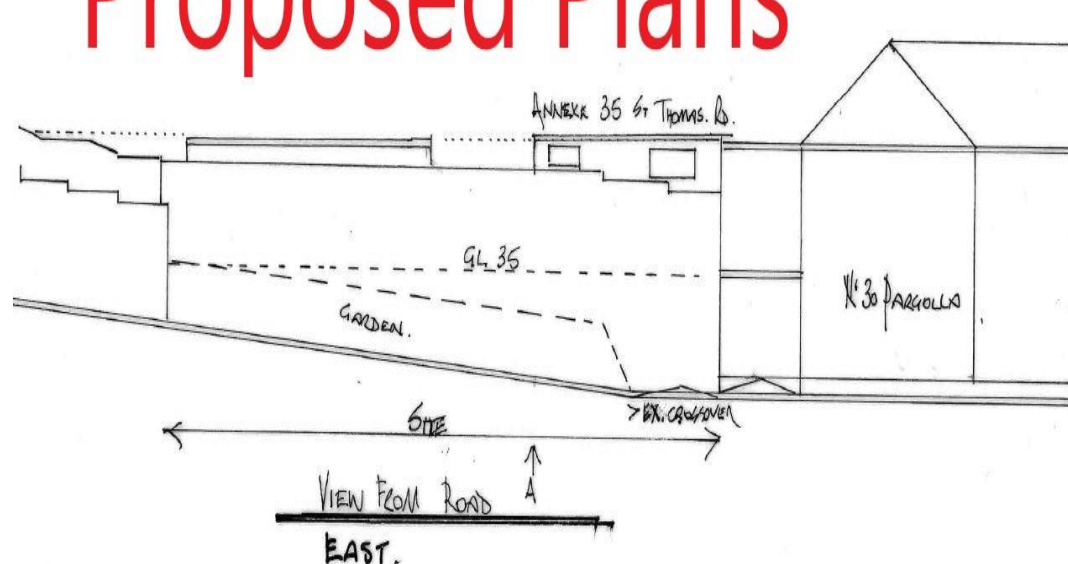 Proposed Plans
ANNEXE 35 ST THOMAS. RD.
GL 35
GARDEN.
Nº 30 PARGOLLA
> EX. CROSSOVER
SITE
A
VIEW FROM ROAD
EAST.